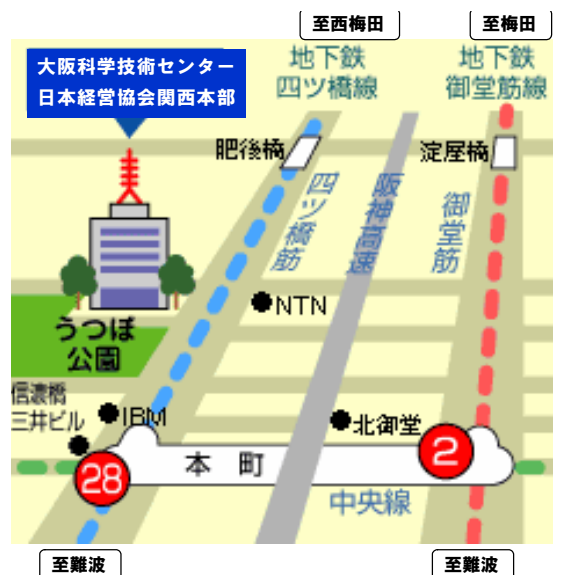 至西梅田
至梅田
大阪科学技術センター
日本経営協会関西本部
地下鉄
四ツ橋線
地下鉄
御堂筋線
肥後橋
淀屋橋
四ツ橋筋
阪神高速
御堂筋
NTN
うつぼ
公園
信濃橋
三井ビル
IBM
北御堂
2
本町
28
中央線
至難波
至難波